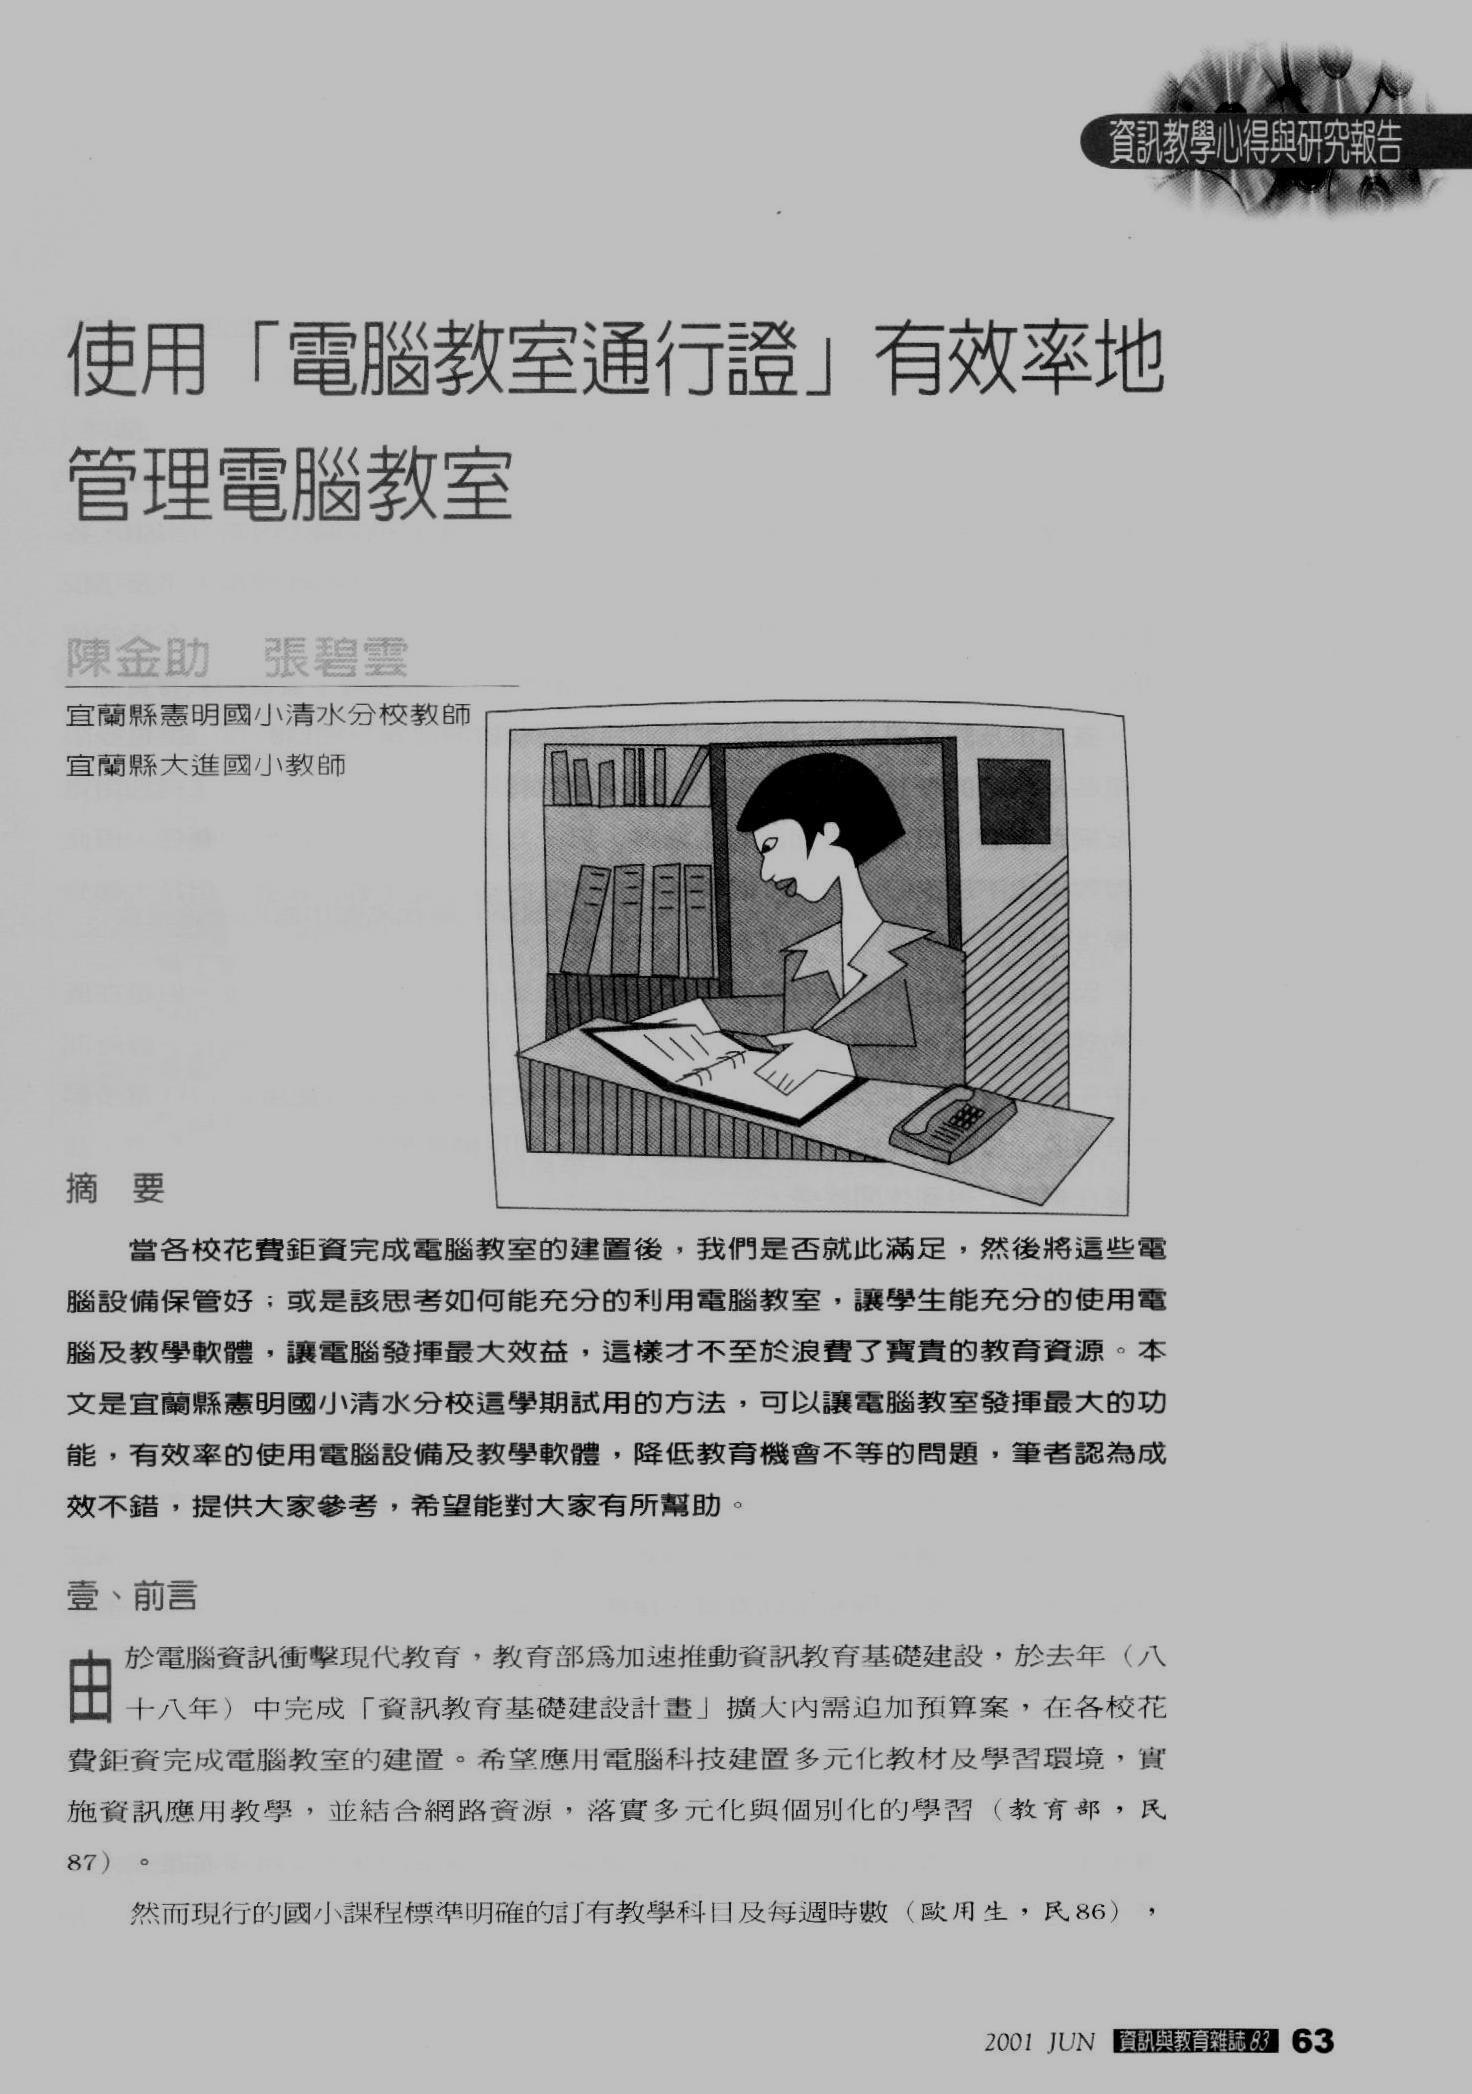 資訊教學心得與研究報告
使用「電腦教室通行證」有效率地
管理電腦教室
陳金助　張碧雲
宜蘭縣憲明國小清水分校教師
宜蘭縣大進國小教師
摘　要
當各校花費鉅資完成電腦教室的建置後，我們是否就此滿足，然後將這些電
腦設備保管好；或是該思考如何能充分的利用電腦教室，讓學生能充分的使用電
腦及教學軟體，讓電腦發揮最大效益，這樣才不至於浪費了寶貴的教育資源。本
文是宜蘭縣憲明國小清水分校這學期試用的方法，可以讓電腦教室發揮最大的功
能，有效率的使用電腦設備及教學軟體，降低教育機會不等的問題，筆者認為成
效不錯，提供大家參考，希望能對大家有所幫助。
壹、前言
由於電腦資訊衝擊現代教育，教育部為加速推動資訊教育基礎建設，於去年（八
十八年）中完成「資訊教育基礎建設計畫」擴大內需追加預算案，在各校花
費鉅資完成電腦教室的建置。希望應用電腦科技建置多元化教材及學習環境，實
施資訊應用教學，並結合網路資源，落實多元化與個別化的學習（教育部，民
87）。
然而現行的國小課程標準明確的訂有教學科目及每週時數（歐用生，民86），
2001 JUN 資訊與教育雜誌83 63